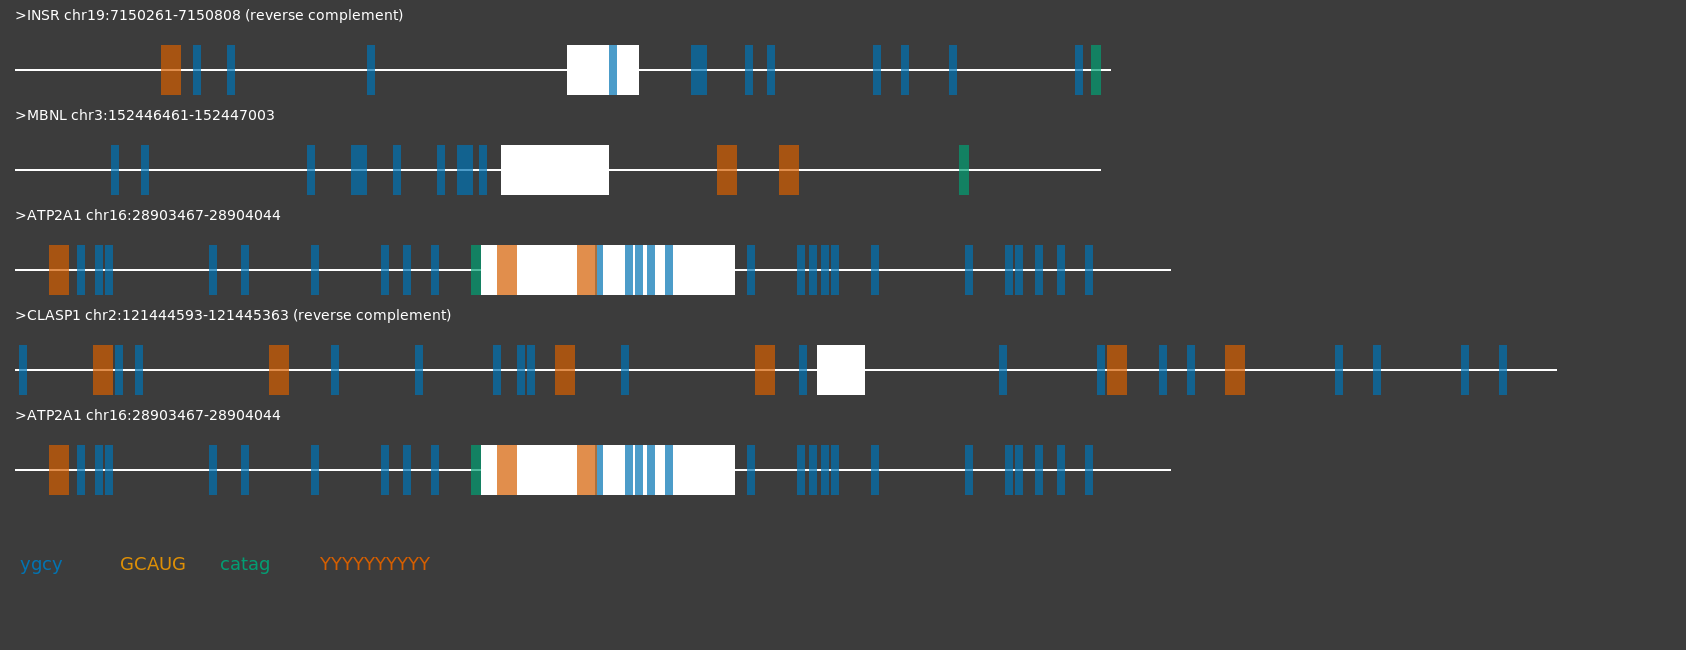 >INSR chr19:7150261-7150808 (reverse complement)
>MBNL chr3:152446461-152447003
>ATP2A1 chr16:28903467-28904044
>CLASP1 chr2:121444593-121445363 (reverse complement)
>ATP2A1 chr16:28903467-28904044
ygcy GCAUG catag YYYYYYYYYY